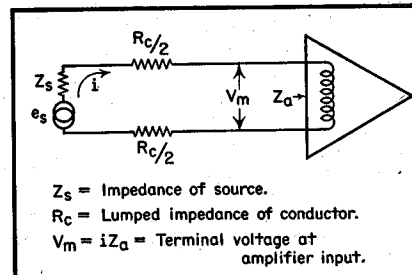 Rc/2
Zs
i
es
Vm
Za
Rc/2
Zs = Impedance of source.
Rc = Lumped impedance of conductor.
Vm = iZa = Terminal voltage at
amplifier input.